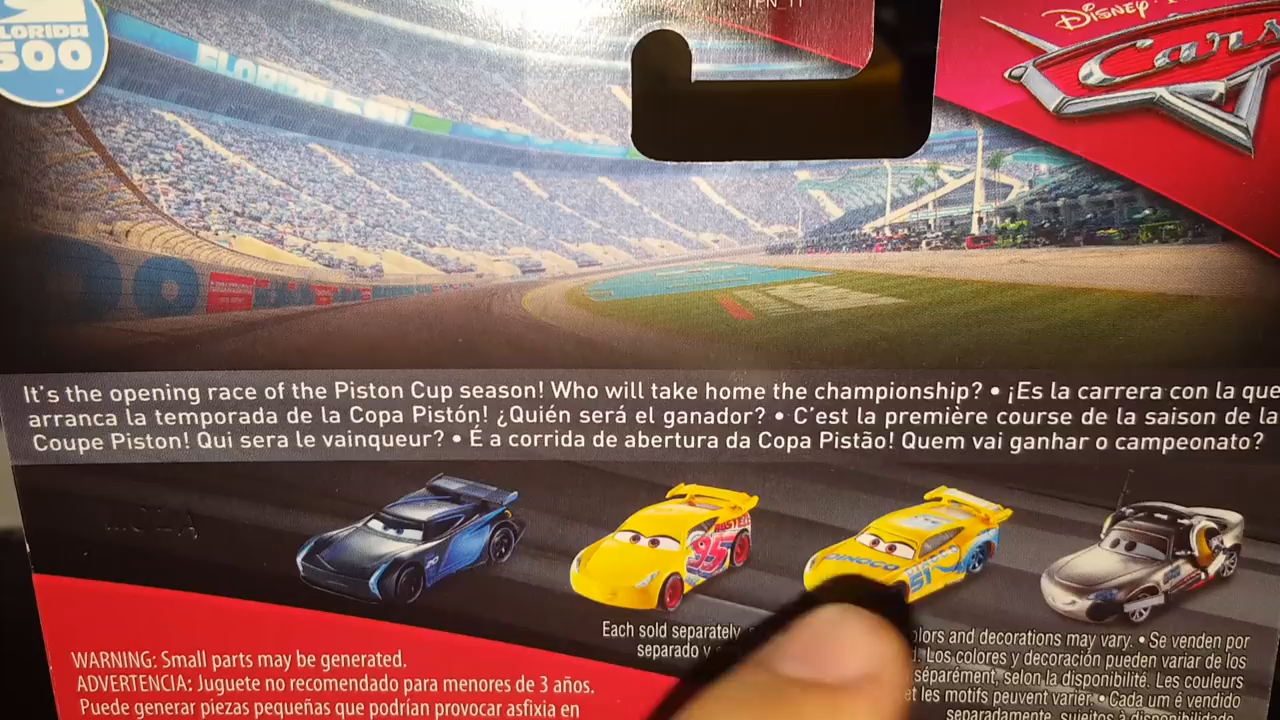 FLORIDA
500
FLORIDA 500
DISNEY
Cars
It's the opening race of the Piston Cup season! Who will take home the championship? • ¡Es la carrera con la que
arranca la temporada de la Copa Pistón! ¿Quién será el ganador? • C'est la première course de la saison de la
Coupe Piston! Qui sera le vainqueur? • É a corrida de abertura da Copa Pistão! Quem vai ganhar o campeonato?
95
DINOCO
51
Each sold separately,
separado y
olors and decorations may vary. • Se venden por
Los colores y decoración pueden variar de los
séparément, selon la disponibilité. Les couleurs
et les motifs peuvent varier. • Cada um é vendido
separadamente, sujeitos à disponibilidade
WARNING: Small parts may be generated.
ADVERTENCIA: Juguete no recomendado para menores de 3 años.
Puede generar piezas pequeñas que podrían provocar asfixia en